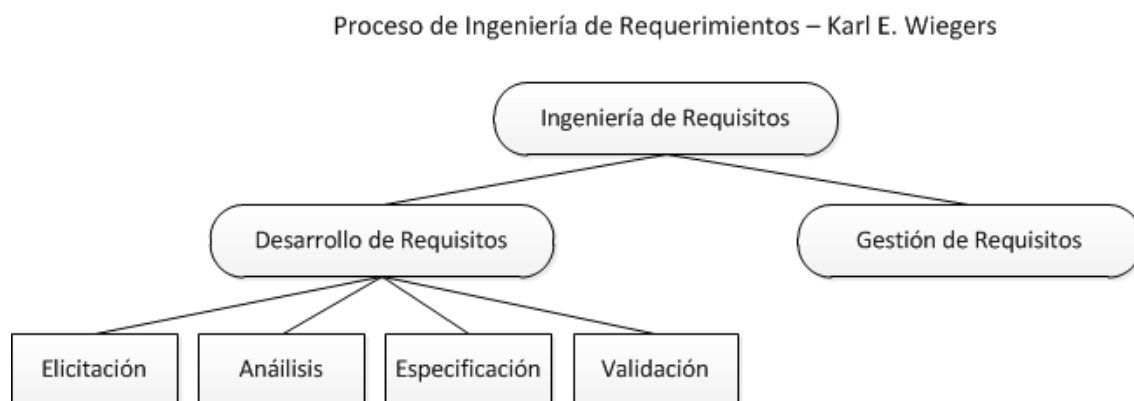 Proceso de Ingeniería de Requerimientos – Karl E. Wiegers
Ingeniería de Requisitos
Desarrollo de Requisitos
Gestión de Requisitos
Elicitación
Anáilisis
Especificación
Validación